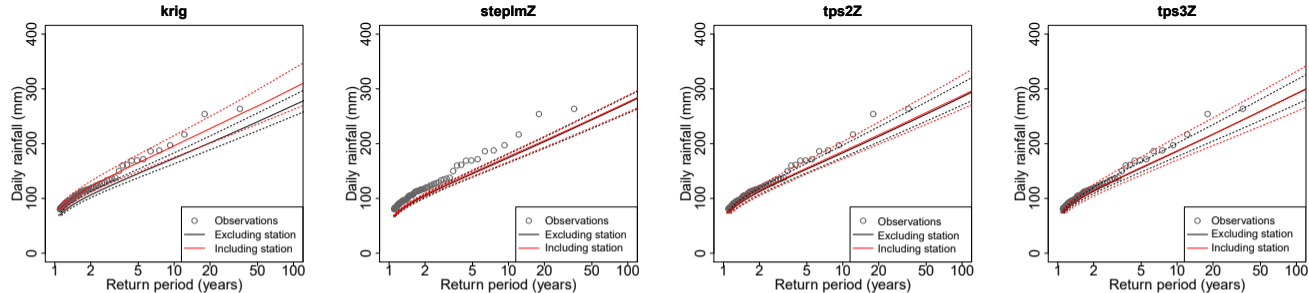 krig
400
300
200
100
0
Daily rainfall (mm)
1 2 5 10 20 50 100
Return period (years)
Observations
Excluding station
Including station
steplmZ
400
300
200
100
0
Daily rainfall (mm)
1 2 5 10 20 50 100
Return period (years)
Observations
Excluding station
Including station
tps2Z
400
300
200
100
0
Daily rainfall (mm)
1 2 5 10 20 50 100
Return period (years)
Observations
Excluding station
Including station
tps3Z
400
300
200
100
0
Daily rainfall (mm)
1 2 5 10 20 50 100
Return period (years)
Observations
Excluding station
Including station